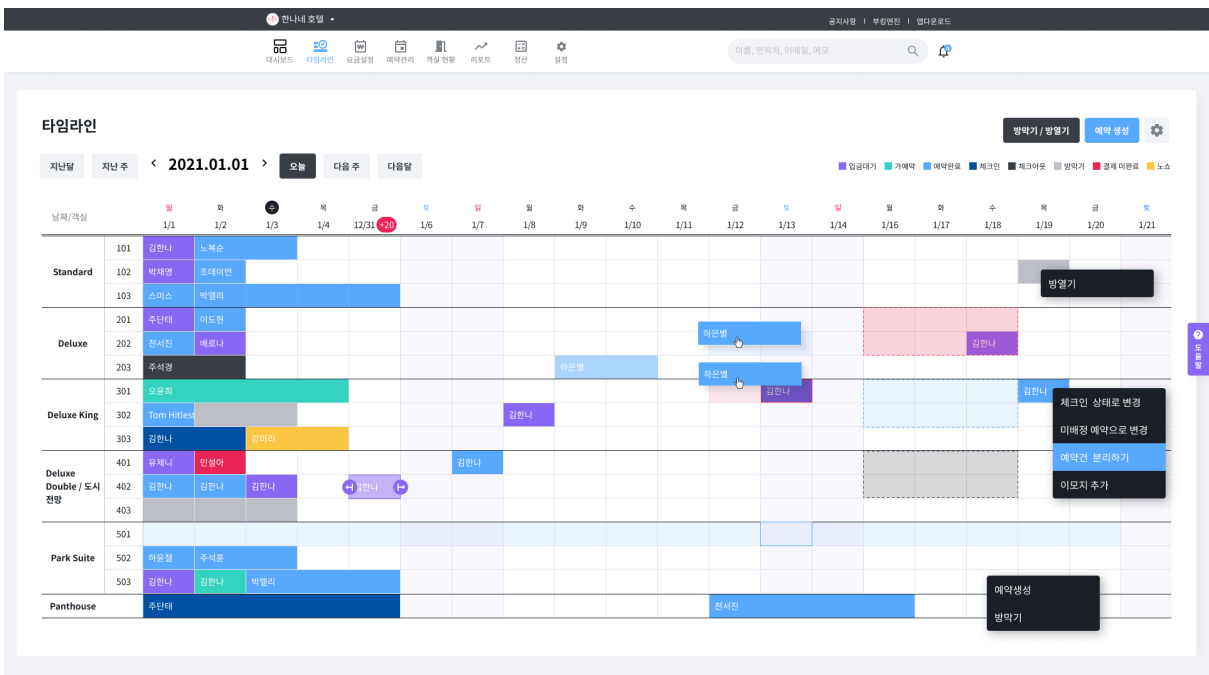 한나네 호텔
공지사항 | 부킹엔진 | 앱다운로드
대시보드 타임라인 요금설정 예약관리 객실 현황 리포트 정산 설정
이름, 연락처, 이메일, 메모
타임라인
방막기 / 방열기 예약 생성
지난달 지난 주 < 2021.01.01 > 오늘 다음 주 다음달
입금대기 가예약 예약완료 체크인 체크아웃 방막기 결제 미완료 노쇼
날짜/객실
월 화 수 목 금 토 일 월 화 수 목 금 토 일 월 화 수 목 금 토
1/1 1/2 1/3 1/4 12/31 +20 1/6 1/7 1/8 1/9 1/10 1/11 1/12 1/13 1/14 1/16 1/17 1/18 1/19 1/20 1/21
Standard
101 김한나 노복순
102 박채영 조데이먼
103 스미스 박엘리
방열기
Deluxe
201 주단태 이도현
하은별
202 천서진 배로나 김한나
203 주석경 하은별
하은별
Deluxe King
301 오윤희 김한나 김한나
302 Tom Hitlest 김한나
303 김한나 강마리
체크인 상태로 변경
미배정 예약으로 변경
예약건 분리하기
이모지 추가
Deluxe
Double / 도시
전망
401 유제니 민설아 김한나
402 김한나 김한나 김한나 김한나
403
Park Suite
501
502 하윤철 주석훈
503 김한나 김한나 박엘리
예약생성
방막기
Panthouse 주단태 천서진
? 도움말